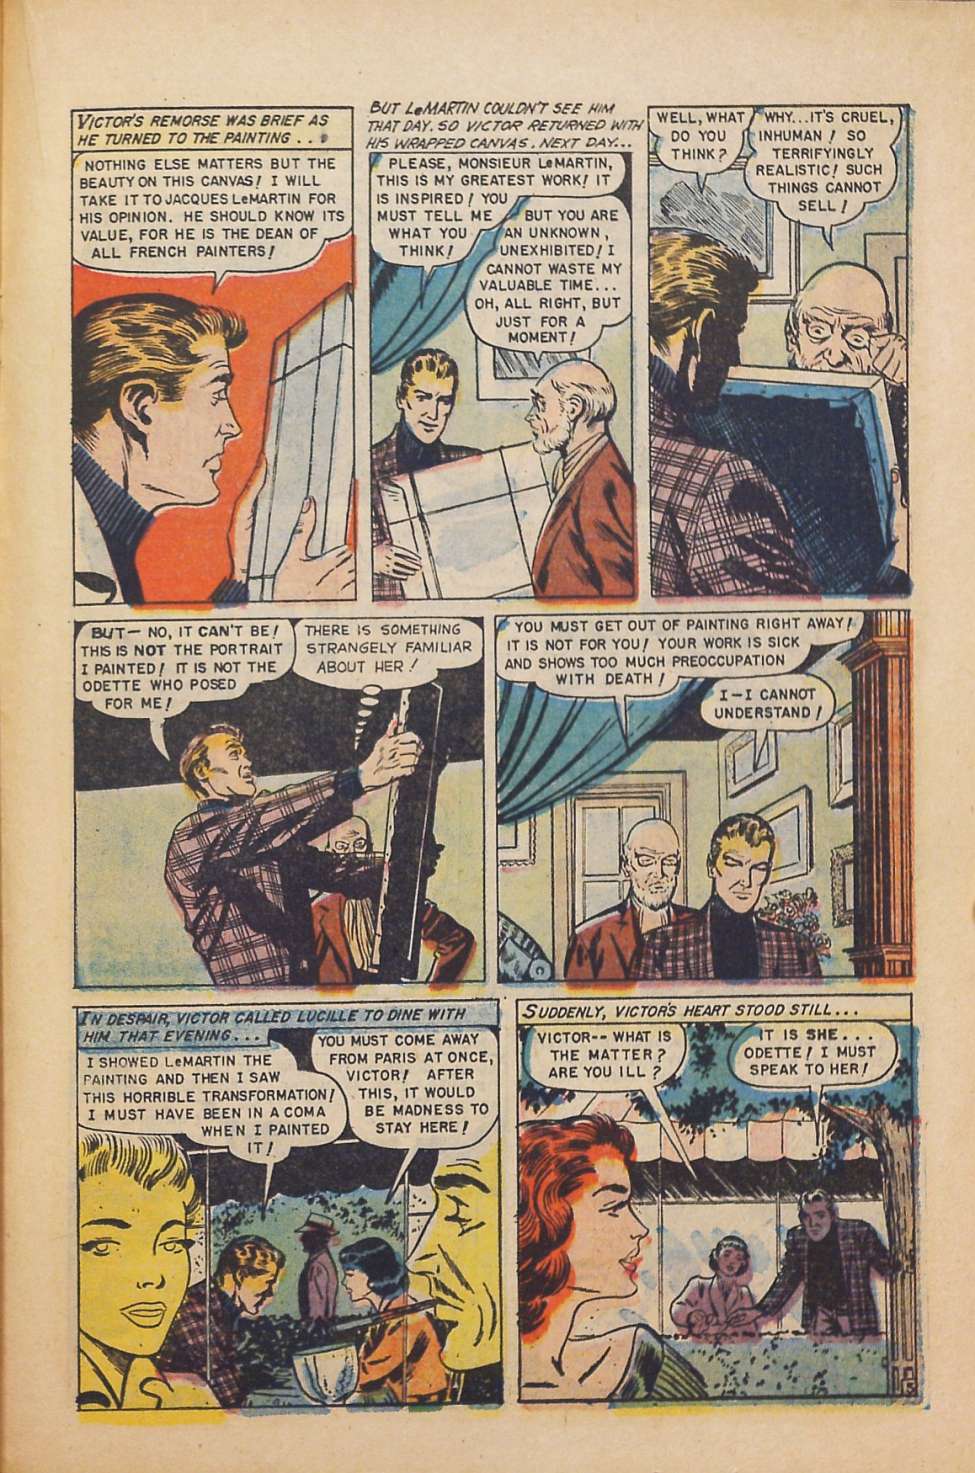 VICTOR'S REMORSE WAS BRIEF AS
HE TURNED TO THE PAINTING...
NOTHING ELSE MATTERS BUT THE
BEAUTY ON THIS CANVAS! I WILL
TAKE IT TO JACQUES LeMARTIN FOR
HIS OPINION. HE SHOULD KNOW ITS
VALUE, FOR HE IS THE DEAN OF
ALL FRENCH PAINTERS!
BUT LeMARTIN COULDN'T SEE HIM
THAT DAY. SO VICTOR RETURNED WITH
HIS WRAPPED CANVAS. NEXT DAY...
PLEASE, MONSIEUR LeMARTIN,
THIS IS MY GREATEST WORK! IT
IS INSPIRED! YOU
MUST TELL ME
WHAT YOU
THINK!
BUT YOU ARE
AN UNKNOWN,
UNEXHIBITED! I
CANNOT WASTE MY
VALUABLE TIME...
OH, ALL RIGHT, BUT
JUST FOR A
MOMENT!
WELL, WHAT
DO YOU
THINK?
WHY...IT'S CRUEL,
INHUMAN! SO
TERRIFYINGLY
REALISTIC! SUCH
THINGS CANNOT
SELL!
BUT— NO, IT CAN'T BE!
THIS IS NOT THE PORTRAIT
I PAINTED! IT IS NOT THE
ODETTE WHO POSED
FOR ME!
THERE IS SOMETHING
STRANGELY FAMILIAR
ABOUT HER!
YOU MUST GET OUT OF PAINTING RIGHT AWAY!
IT IS NOT FOR YOU! YOUR WORK IS SICK
AND SHOWS TOO MUCH PREOCCUPATION
WITH DEATH!
I—I CANNOT
UNDERSTAND!
IN DESPAIR, VICTOR CALLED LUCILLE TO DINE WITH
HIM THAT EVENING...
I SHOWED LeMARTIN THE
PAINTING AND THEN I SAW
THIS HORRIBLE TRANSFORMATION!
I MUST HAVE BEEN IN A COMA
WHEN I PAINTED
IT!
YOU MUST COME AWAY
FROM PARIS AT ONCE,
VICTOR! AFTER
THIS, IT WOULD
BE MADNESS TO
STAY HERE!
SUDDENLY, VICTOR'S HEART STOOD STILL...
VICTOR-- WHAT IS
THE MATTER?
ARE YOU ILL?
IT IS SHE...
ODETTE! I MUST
SPEAK TO HER!